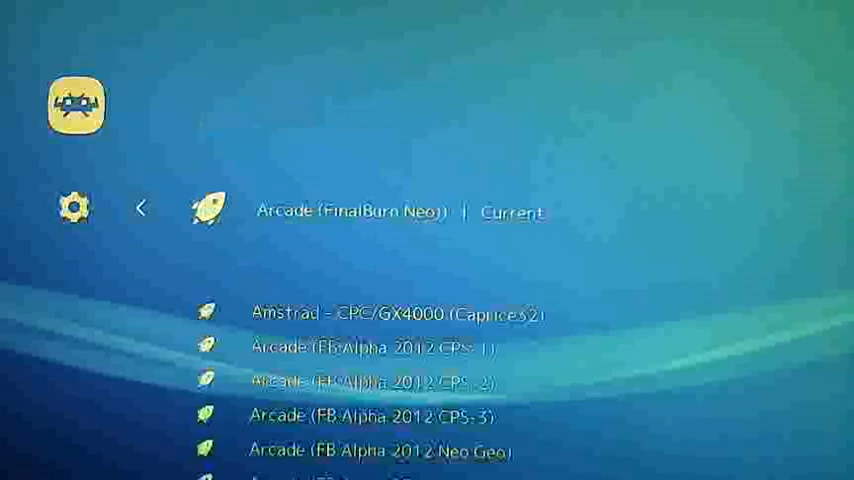 Arcade (FinalBurn Neo) | Current
Amstrad - CPC/GX4000 (Caprice32)
Arcade (FB Alpha 2012 CPS-1)
Arcade (FB Alpha 2012 CPS-2)
Arcade (FB Alpha 2012 CPS-3)
Arcade (FB Alpha 2012 Neo Geo)